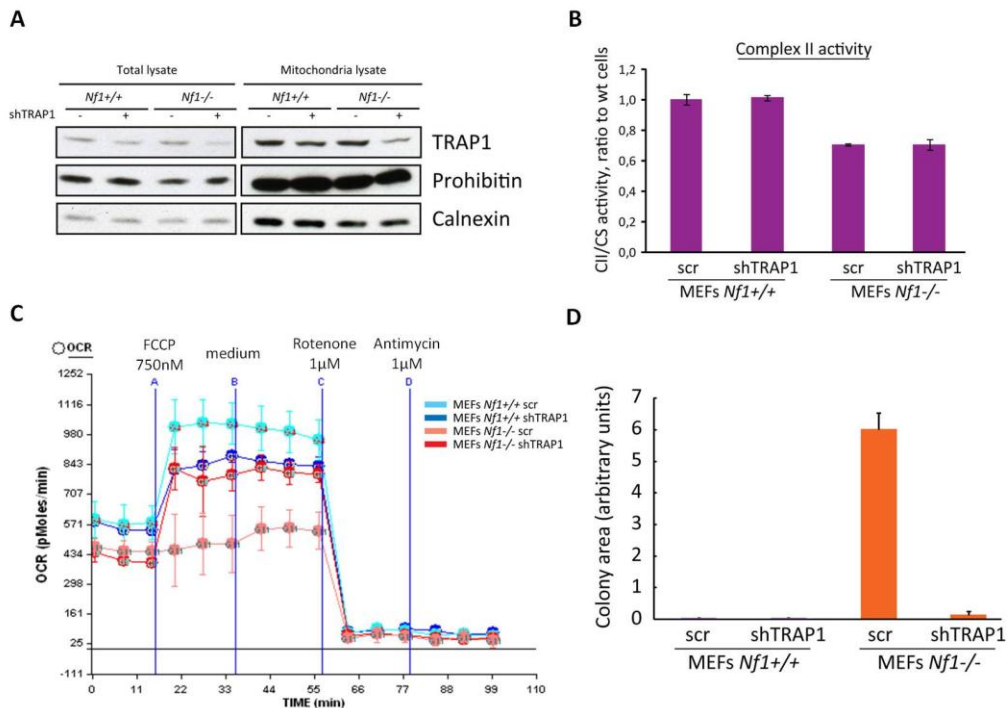 A
Total lysate Mitochondria lysate
Nf1+/+ Nf1-/- Nf1+/+ Nf1-/-
shTRAP1 - + - + - + - +
TRAP1
Prohibitin
Calnexin
B
Complex II activity
CII/CS activity, ratio to wt cells
1,2
1,0
0,8
0,6
0,4
0,2
0,0
scr shTRAP1 scr shTRAP1
MEFs Nf1+/+ MEFs Nf1-/-
C
OCR
FCCP 750nM
medium
Rotenone 1µM
Antimycin 1µM
A B C D
MEFs Nf1+/+ scr
MEFs Nf1+/+ shTRAP1
MEFs Nf1-/- scr
MEFs Nf1-/- shTRAP1
OCR (pMoles/min)
1252
1116
980
843
707
571
434
298
161
25
-111
0 11 22 33 44 55 66 77 88 99 110
TIME (min)
D
Colony area (arbitrary units)
7
6
5
4
3
2
1
0
scr shTRAP1 scr shTRAP1
MEFs Nf1+/+ MEFs Nf1-/-